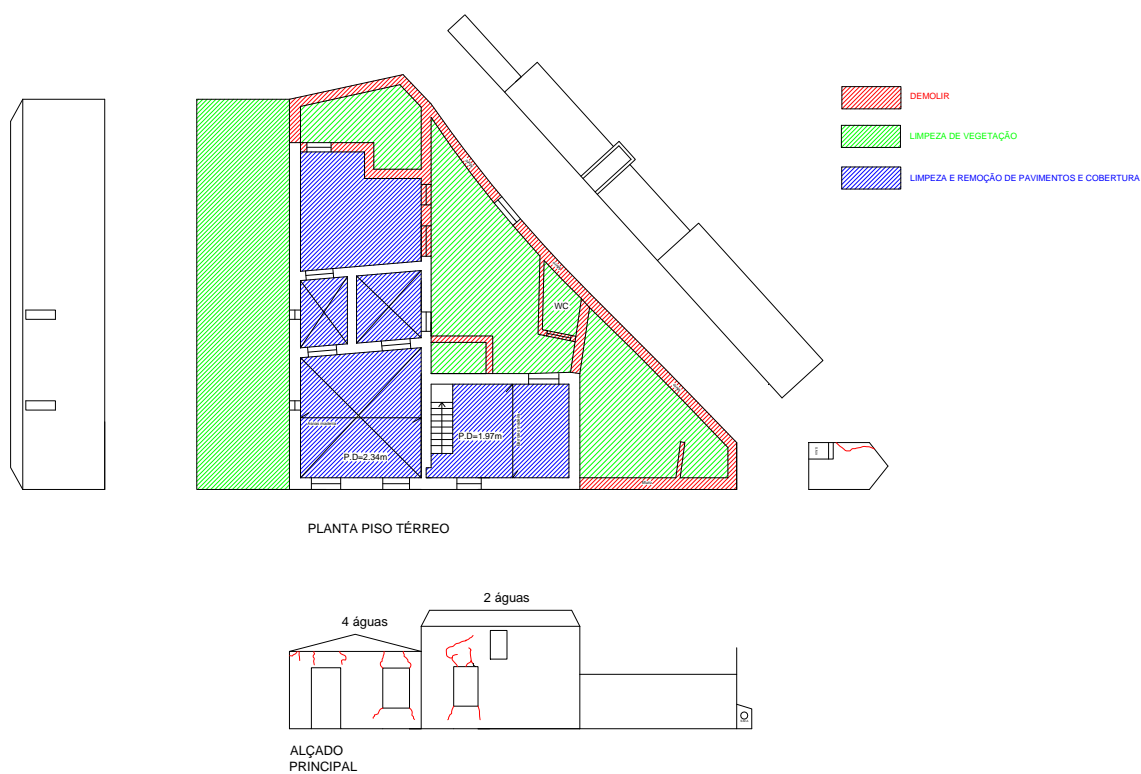 DEMOLIR
LIMPEZA DE VEGETAÇÃO
LIMPEZA E REMOÇÃO DE PAVIMENTOS E COBERTURA
WC
P.D=1.97m
P.D=2.34m
PLANTA PISO TÉRREO
2 águas
4 águas
ALÇADO
PRINCIPAL